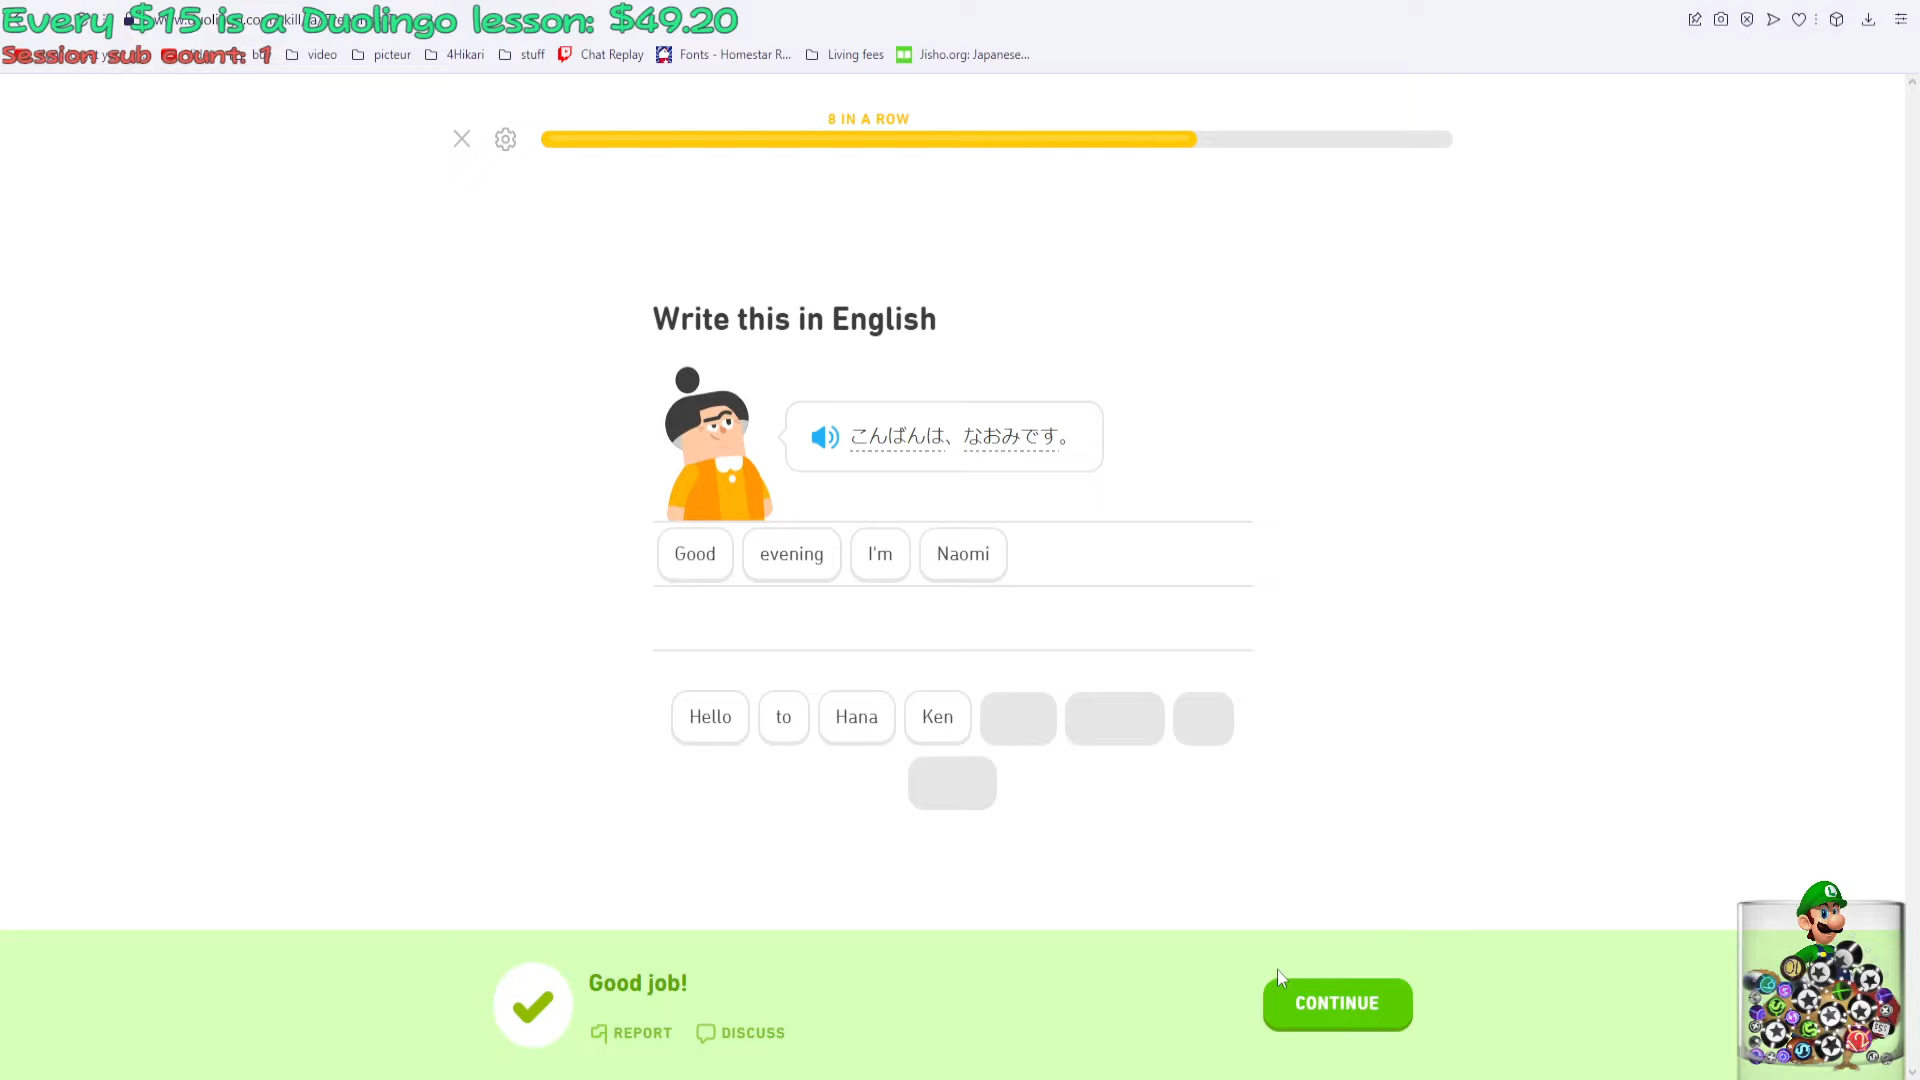 Every $15 is a Duolingo lesson: $49.20
Session sub count: 1
video picteur 4Hikari stuff Chat Replay Fonts - Homestar R... Living fees Jisho.org: Japanese...
8 IN A ROW
Write this in English
こんばんは、なおみです。
Good evening I'm Naomi
Hello to Hana Ken
Good job!
REPORT DISCUSS
CONTINUE